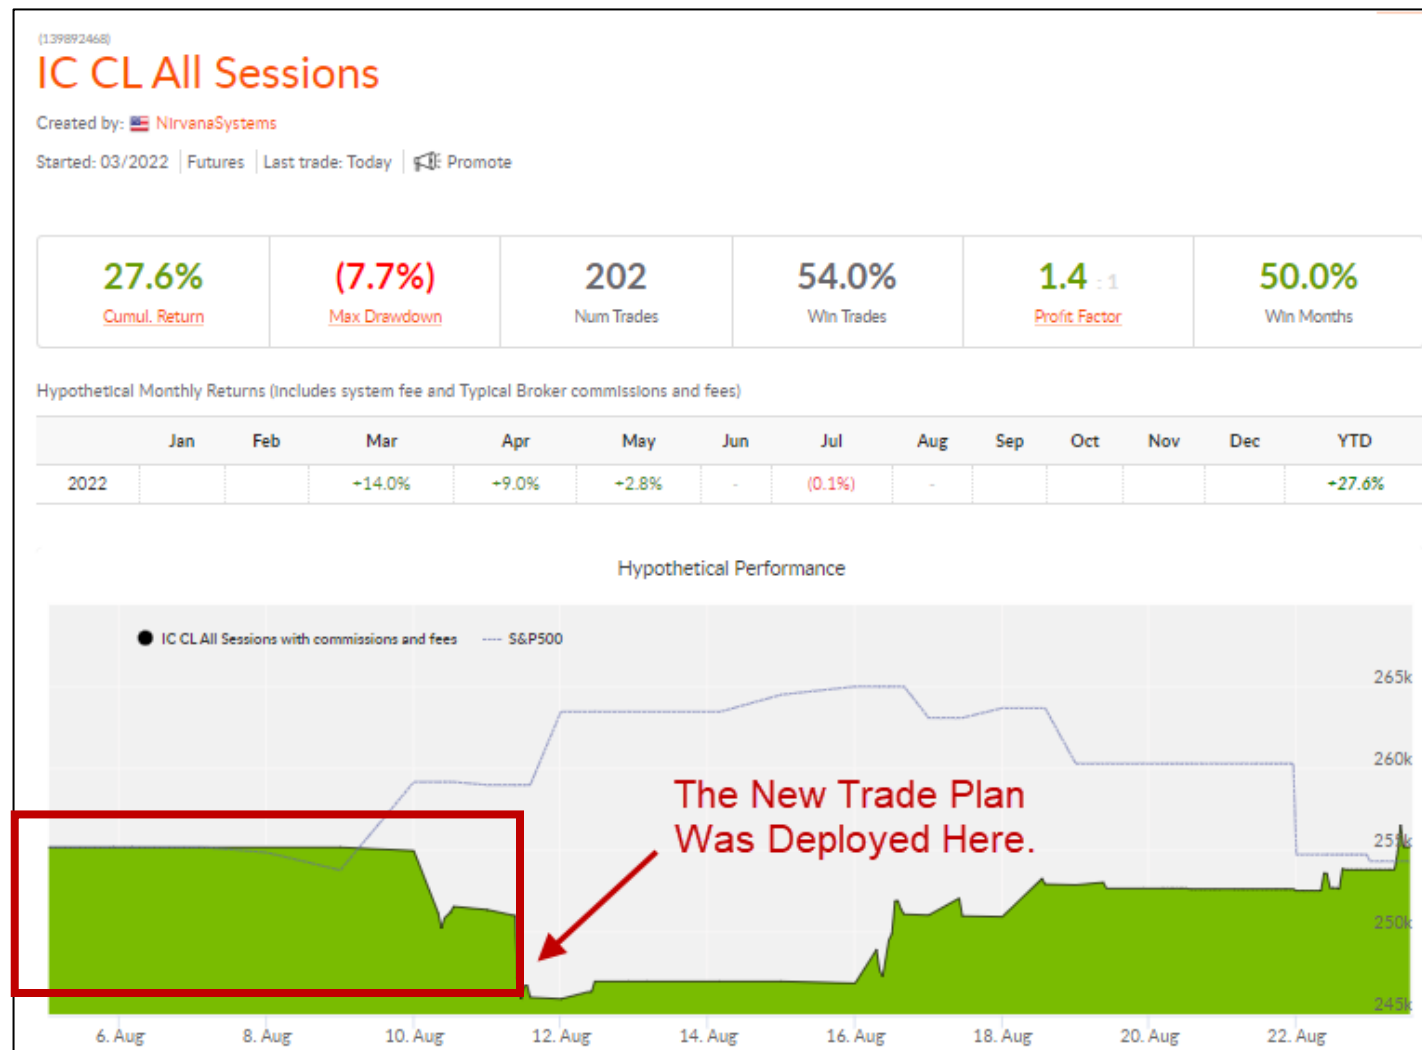 (139892468)
IC CL All Sessions
Created by: NirvanaSystems
Started: 03/2022 Futures Last trade: Today Promote
27.6% (7.7%) 202 54.0% 1.4 : 1 50.0%
Cumul. Return Max Drawdown Num Trades Win Trades Profit Factor Win Months
Hypothetical Monthly Returns (includes system fee and Typical Broker commissions and fees)
Jan Feb Mar Apr May Jun Jul Aug Sep Oct Nov Dec YTD
2022 +14.0% +9.0% +2.8% - (0.1%) - +27.6%
Hypothetical Performance
IC CL All Sessions with commissions and fees S&P500
265k
260k
The New Trade Plan
Was Deployed Here.
255k
250k
245k
6. Aug 8. Aug 10. Aug 12. Aug 14. Aug 16. Aug 18. Aug 20. Aug 22. Aug